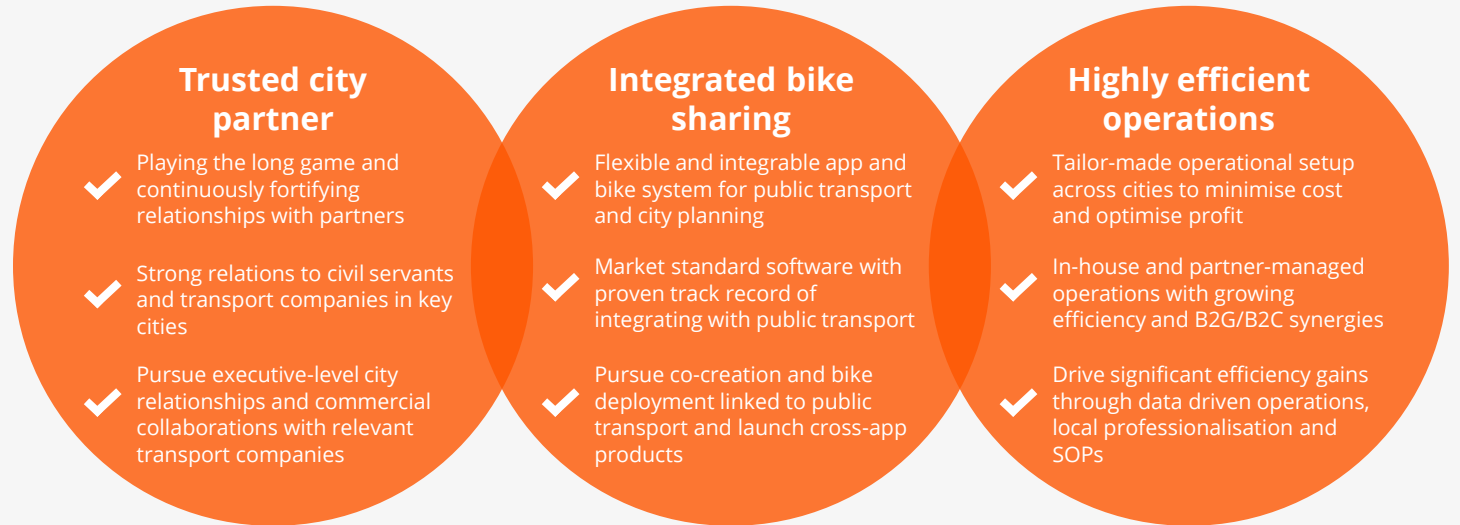 Trusted city
partner
Playing the long game and
continuously fortifying
relationships with partners
Strong relations to civil servants
and transport companies in key
cities
Pursue executive-level city
relationships and commercial
collaborations with relevant
transport companies
Integrated bike
sharing
Flexible and integrable app and
bike system for public transport
and city planning
Market standard software with
proven track record of
integrating with public transport
Pursue co-creation and bike
deployment linked to public
transport and launch cross-app
products
Highly efficient
operations
Tailor-made operational setup
across cities to minimise cost
and optimise profit
In-house and partner-managed
operations with growing
efficiency and B2G/B2C synergies
Drive significant efficiency gains
through data driven operations,
local professionalisation and
SOPs